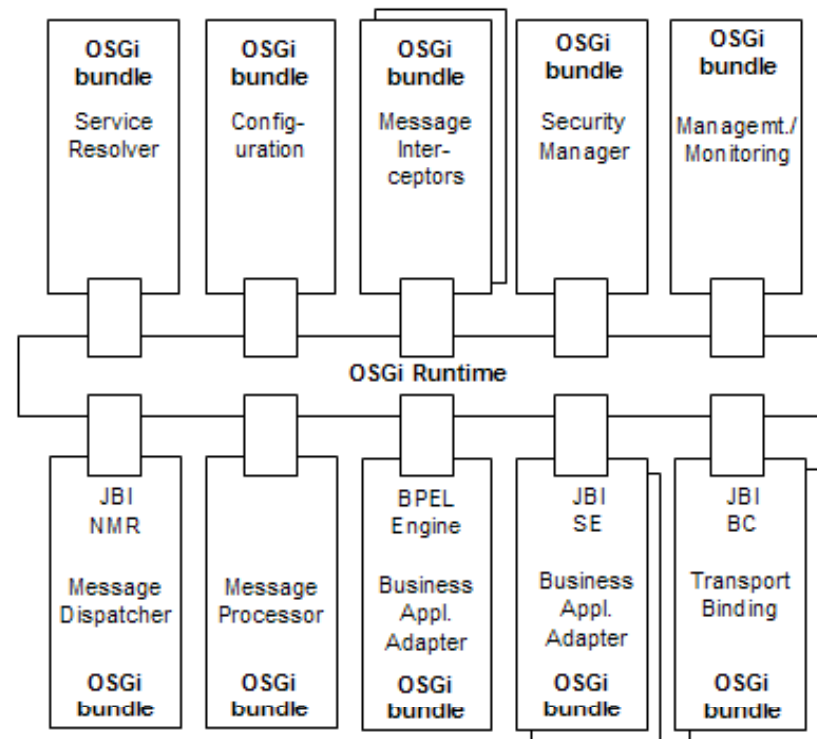 OSGi
bundle
Service
Resolver
OSGi
bundle
Config-
uration
OSGi
bundle
Message
Inter-
ceptors
OSGi
bundle
Security
Manager
OSGi
bundle
Managemt./
Monitoring
OSGi Runtime
JBI
NMR
Message
Dispatcher
OSGi
bundle
Message
Processor
OSGi
bundle
BPEL
Engine
Business
Appl.
Adapter
OSGi
bundle
JBI
SE
Business
Appl.
Adapter
OSGi
bundle
JBI
BC
Transport
Binding
OSGi
bundle